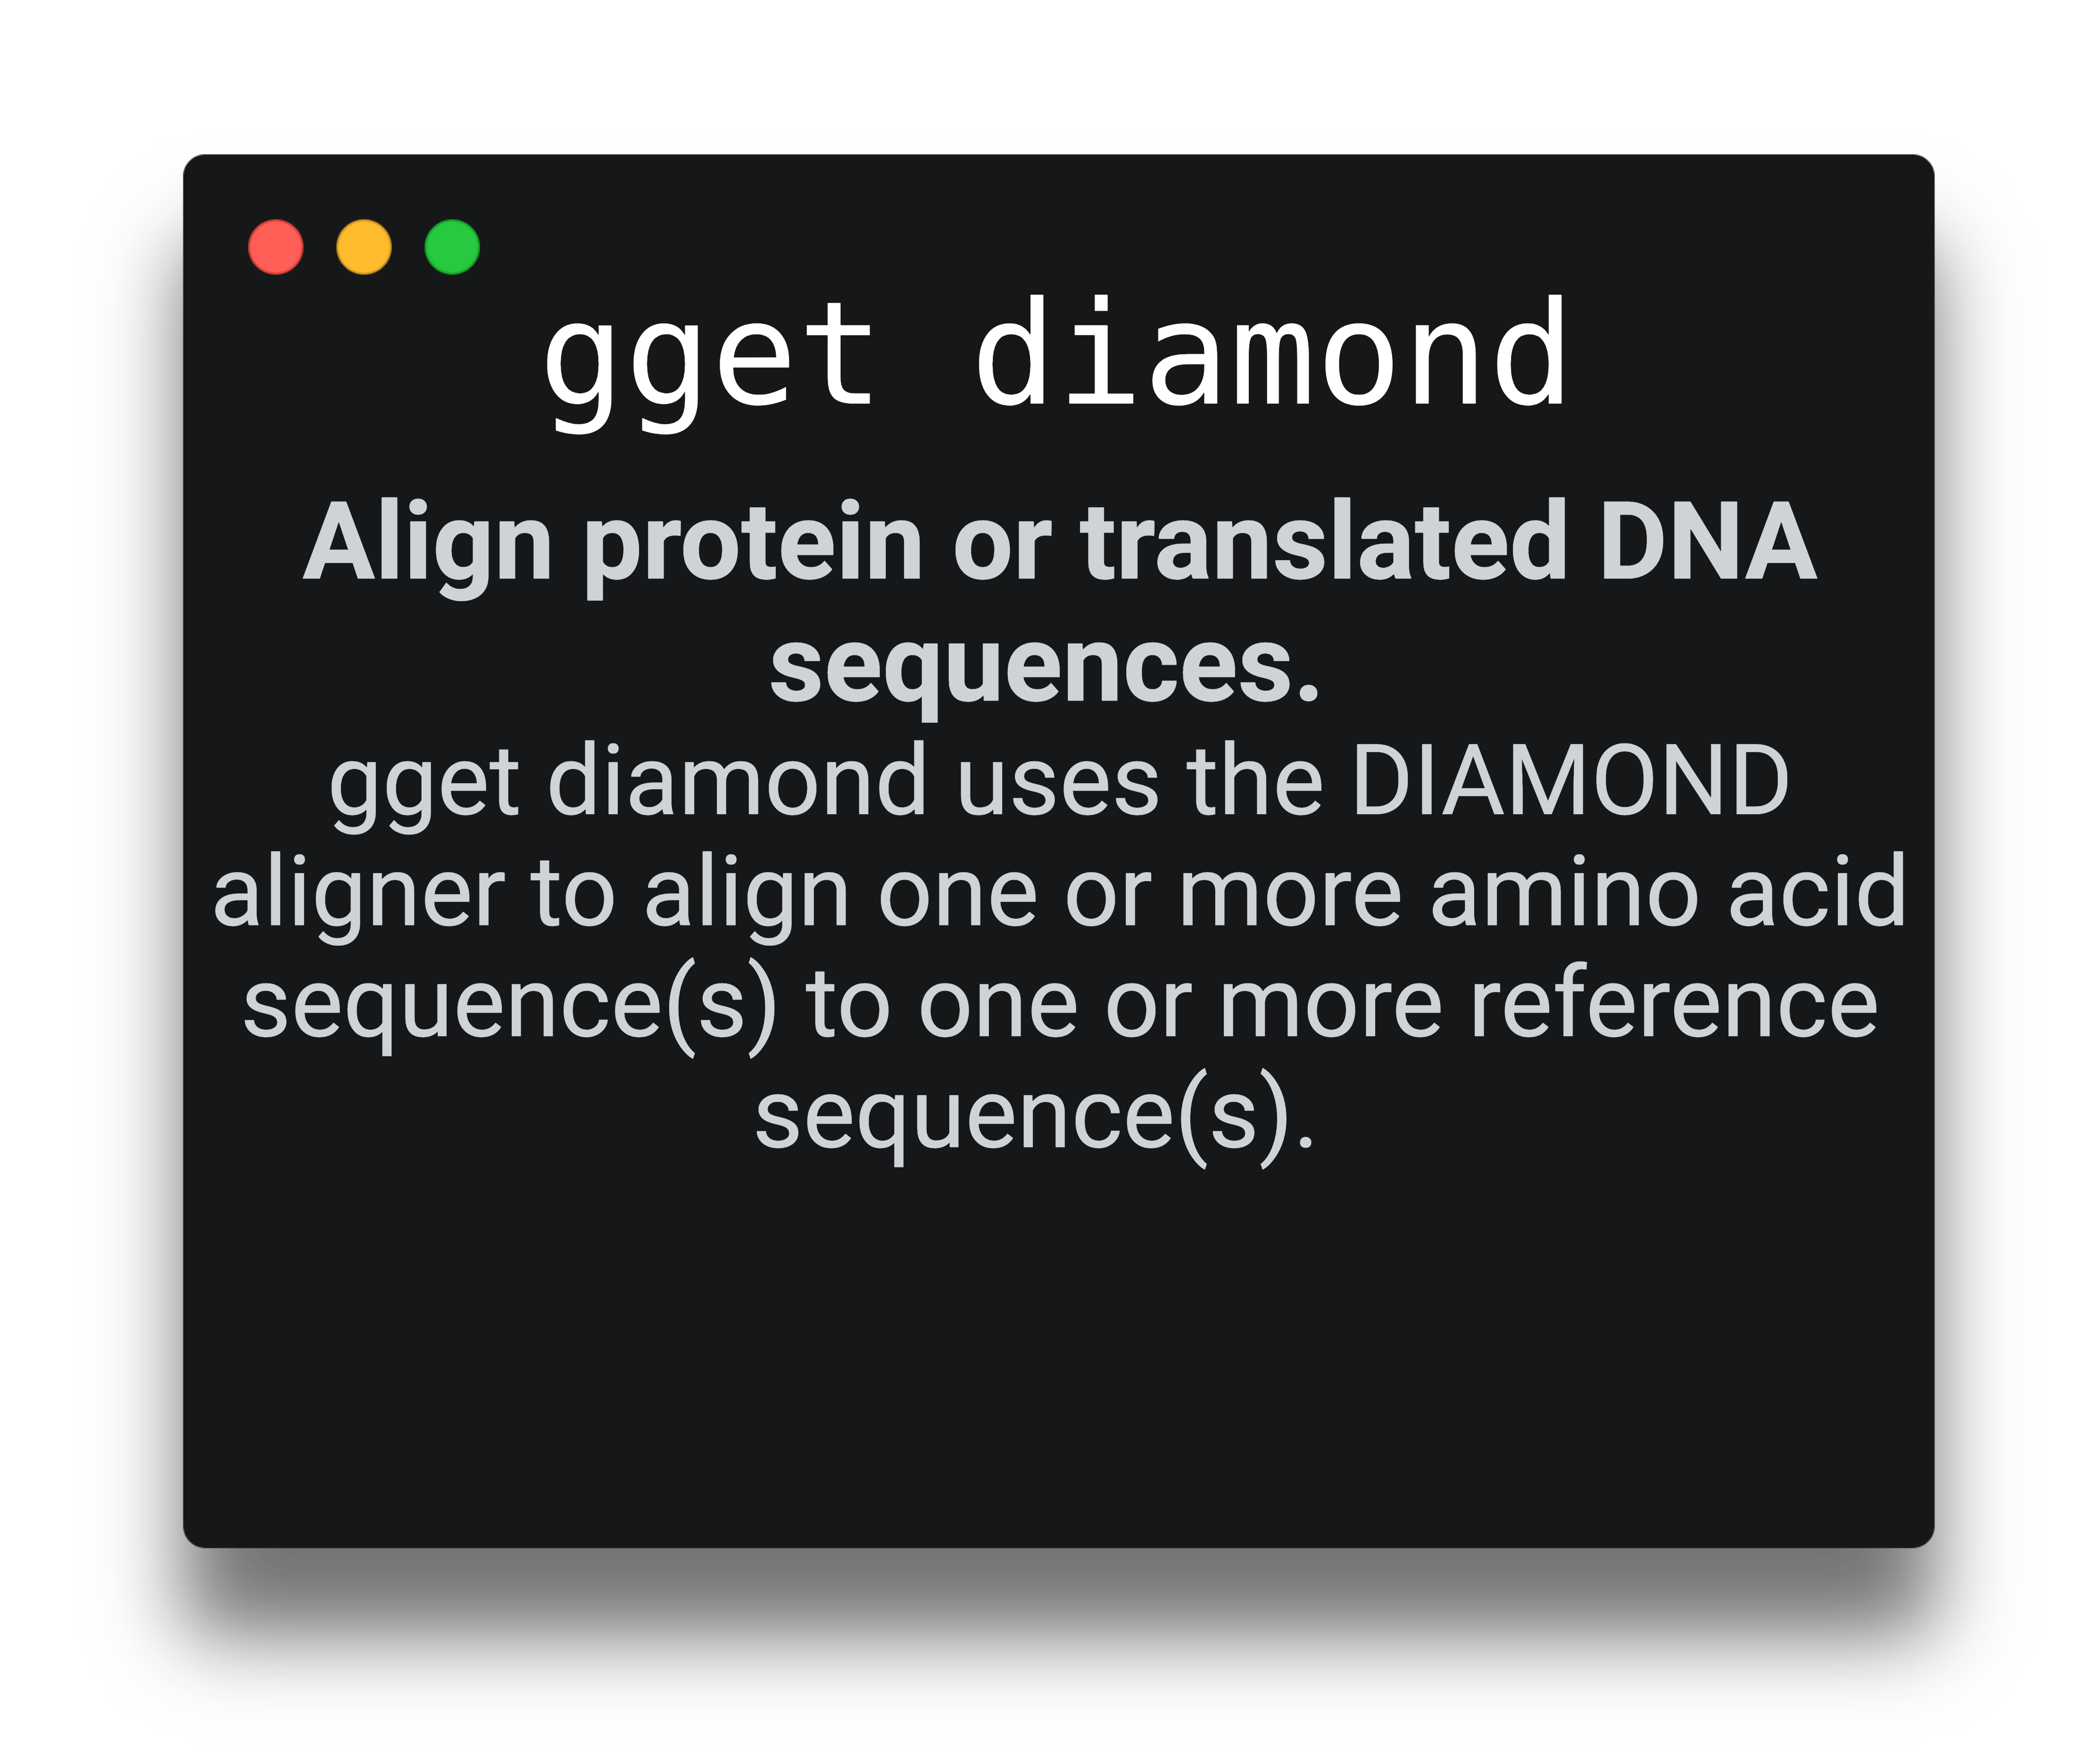 gget diamond
Align protein or translated DNA
sequences.
gget diamond uses the DIAMOND
aligner to align one or more amino acid
sequence(s) to one or more reference
sequence(s).